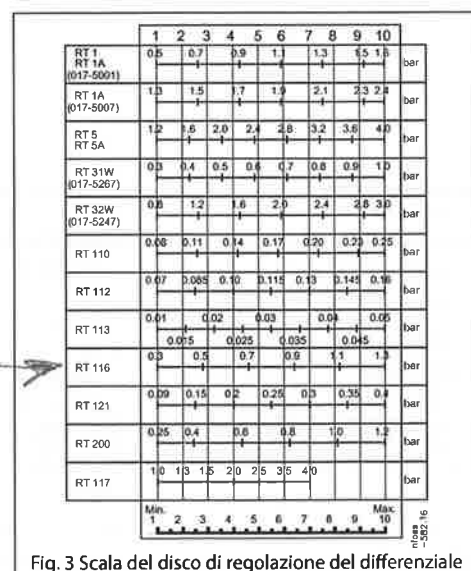 1 2 3 4 5 6 7 8 9 10
RT 1
RT 1A
(017-5001)
0.5 0.7 0.9 1.1 1.3 1.5 1.6
bar
RT 1A
(017-5007)
1.3 1.5 1.7 1.9 2.1 2.3 2.4
bar
RT 5
RT 5A
1.2 1.6 2.0 2.4 2.8 3.2 3.6 4.0
bar
RT 31W
(017-5267)
0.3 0.4 0.5 0.6 0.7 0.8 0.9 1.0
bar
RT 32W
(017-5247)
0.8 1.2 1.6 2.0 2.4 2.8 3.0
bar
RT 110
0.08 0.11 0.14 0.17 0.20 0.23 0.25
bar
RT 112
0.07 0.085 0.10 0.115 0.13 0.145 0.16
bar
RT 113
0.01 0.02 0.03 0.04 0.05
0.015 0.025 0.035 0.045
bar
RT 116
0.3 0.5 0.7 0.9 1.1 1.3
bar
RT 121
0.09 0.15 0.2 0.25 0.3 0.35 0.4
bar
RT 200
0.25 0.4 0.6 0.8 1.0 1.2
bar
RT 117
1.0 1.3 1.5 2.0 2.5 3.5 4.0
bar
Min. Max.
1 2 3 4 5 6 7 8 9 10
-582.16
Fig. 3 Scala del disco di regolazione del differenziale